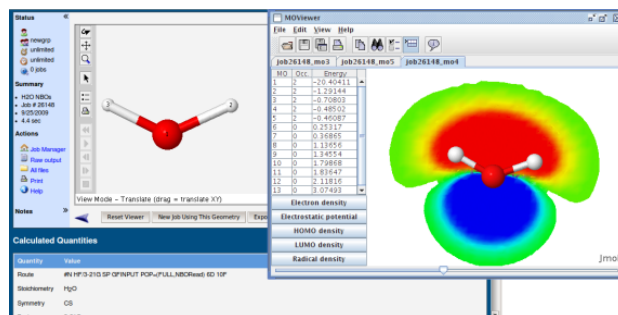 Status «
newgrp
unlimited
unlimited
0 jobs
Summary
• H2O NBOs
• Job # 26148
• 9/25/2009
• 4.4 sec
Actions
Job Manager
Raw output
All files
Print
Help
Notes »
3
2
View Mode - Translate (drag = translate XY)
Reset Viewer
New Job Using This Geometry
Calculated Quantities
Quantity Value
Route #N HF/3-21G SP GFINPUT POP=(FULL,NBORead) 6D 10F
Stoichiometry H2O
Symmetry CS
MOViewer
File Edit View Help
job26148_mo3 job26148_mo5 job26148_mo4
MO Occ. Energy
1 2 -20.40411
2 2 -1.29144
3 2 -0.70803
4 2 -0.48502
5 2 -0.46087
6 0 0.25317
7 0 0.36865
8 0 1.13656
9 0 1.34554
10 0 1.79868
11 0 1.83647
12 0 2.11816
13 0 3.07493
Electron density
Electrostatic potential
HOMO density
LUMO density
Radical density
Jmol